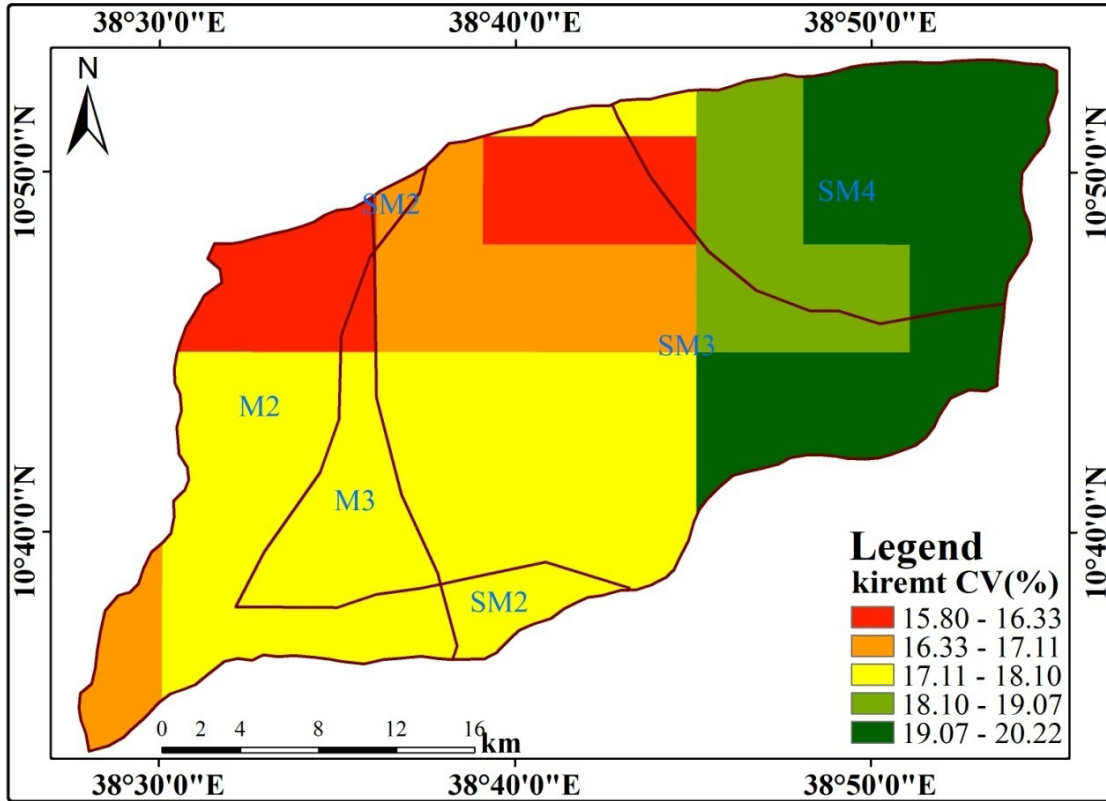 38°30'0"E 38°40'0"E 38°50'0"E
N
10°50'0"N 10°50'0"N
SM2 SM4
SM3
M2
M3
10°40'0"N 10°40'0"N
SM2
Legend
kiremt CV(%)
15.80 - 16.33
16.33 - 17.11
17.11 - 18.10
18.10 - 19.07
19.07 - 20.22
0 2 4 8 12 16
km
38°30'0"E 38°40'0"E 38°50'0"E